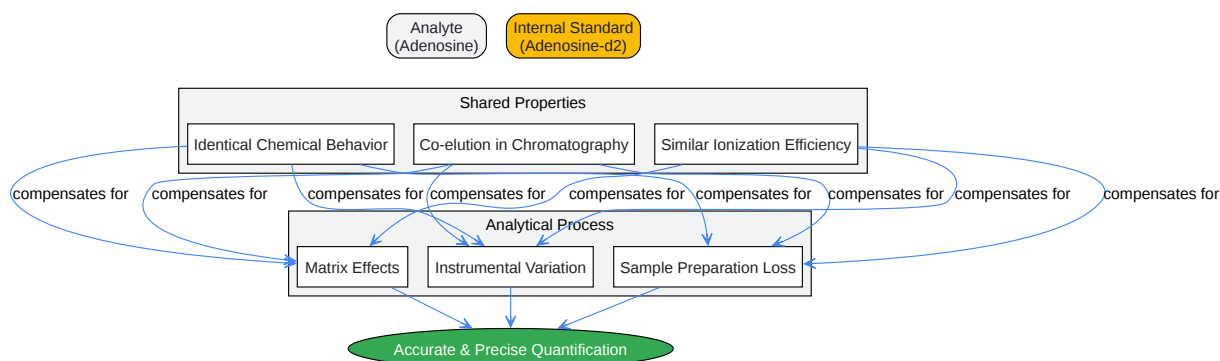 Analyte
(Adenosine)
Internal Standard
(Adenosine-d2)
Shared Properties
Identical Chemical Behavior
Co-elution in Chromatography
Similar Ionization Efficiency
compensates for
compensates for
compensates for
compensates for
compensates for
compensates for
compensates for
compensates for
compensates for
Analytical Process
Matrix Effects
Instrumental Variation
Sample Preparation Loss
Accurate & Precise Quantification